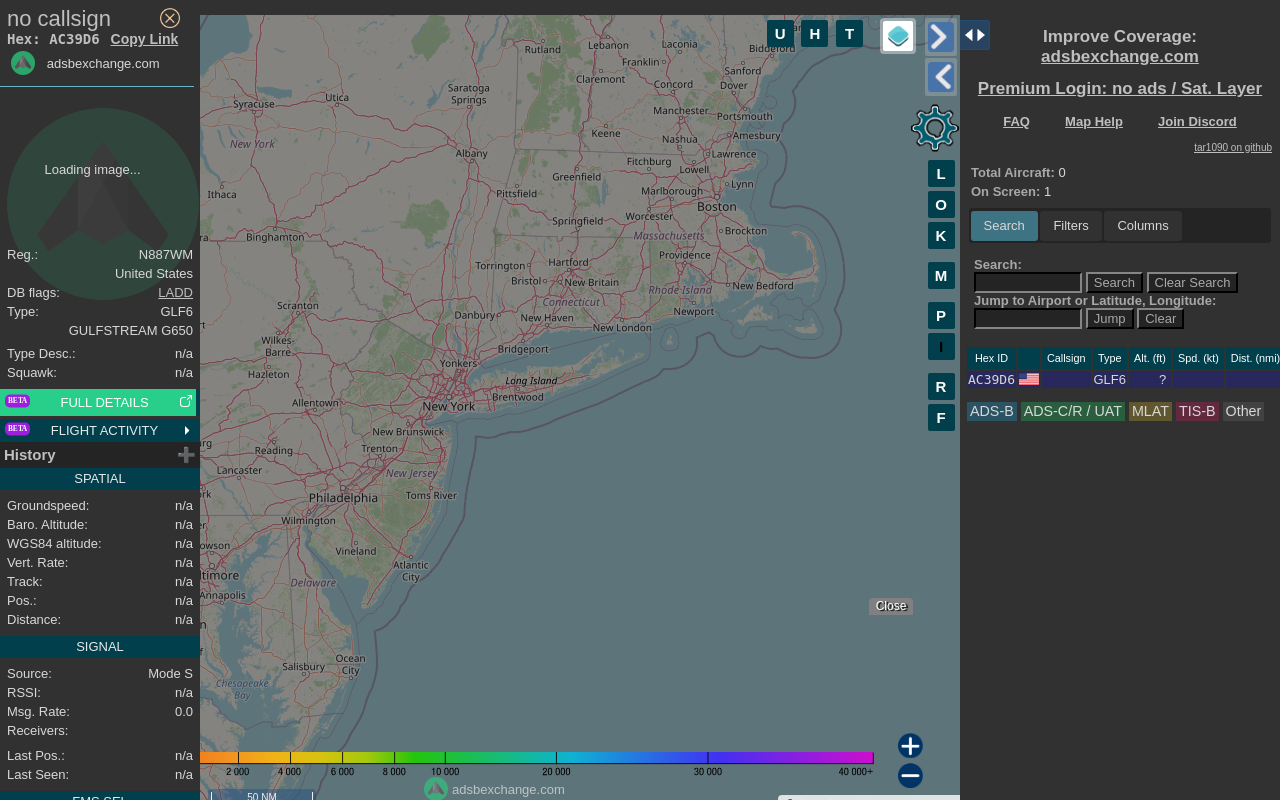 no callsign
Hex: AC39D6 Copy Link
adsbexchange.com
Loading image...
Reg.: N887WM
United States
DB flags: LADD
Type: GLF6
GULFSTREAM G650
Type Desc.: n/a
Squawk: n/a
BETA FULL DETAILS
BETA FLIGHT ACTIVITY
History
SPATIAL
Groundspeed: n/a
Baro. Altitude: n/a
WGS84 altitude: n/a
Vert. Rate: n/a
Track: n/a
Pos.: n/a
Distance: n/a
SIGNAL
Source: Mode S
RSSI: n/a
Msg. Rate: 0.0
Receivers:
Last Pos.: n/a
Last Seen: n/a
FMS SEL
U H T
L
O
K
M
P
I
R
F
Rutland
Lebanon
Laconia
Biddeford
Franklin
Claremont
Sanford
Concord
Dover
Saratoga
Springs
Utica
Syracuse
Manchester
Portsmouth
Keene
Amesbury
Nashua
New York
Albany
Lawrence
Fitchburg
Lowell
Greenfield
Ithaca
Pittsfield
Marlborough
Lynn
Worcester
Boston
Springfield
Binghamton
Massachusetts
Brockton
Providence
Torrington
Hartford
Bristol
New Britain
New Bedford
Rhode Island
Scranton
Connecticut
Danbury
New Haven
Newport
New London
Wilkes-
Barre
Bridgeport
Yonkers
Hazleton
Long Island
Brentwood
Allentown
New York
New Brunswick
Reading
Trenton
Lancaster
New Jersey
Philadelphia
Toms River
Wilmington
Vineland
Atlantic
City
Delaware
Annapolis
Ocean
City
Salisbury
Chesapeake
Bay
Close
2 000 4 000 6 000 8 000 10 000 20 000 30 000 40 000+
adsbexchange.com
50 NM
Improve Coverage:
adsbexchange.com
Premium Login: no ads / Sat. Layer
FAQ Map Help Join Discord
tar1090 on github
Total Aircraft: 0
On Screen: 1
Search Filters Columns
Search:
Search Clear Search
Jump to Airport or Latitude, Longitude:
Jump Clear
Hex ID Callsign Type Alt. (ft) Spd. (kt) Dist. (nmi)
AC39D6 GLF6 ?
ADS-B ADS-C/R / UAT MLAT TIS-B Other